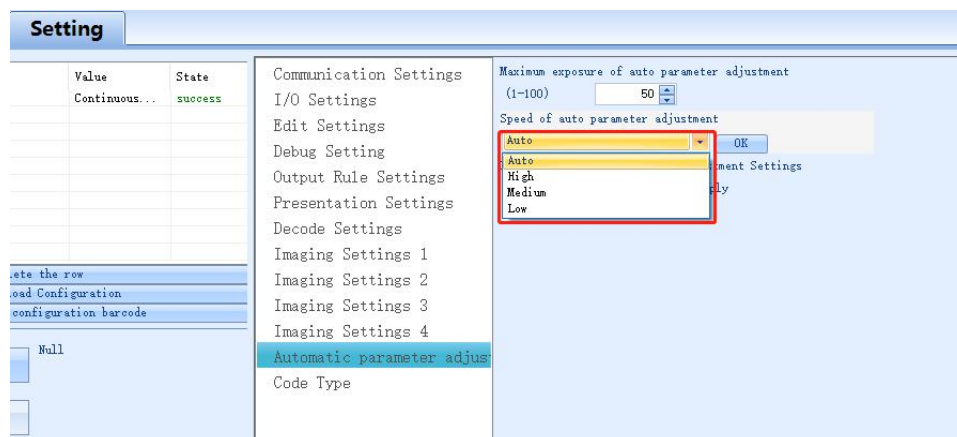 Setting
Value State
Continuous... success
ete the row
oad Configuration
configuration barcode
Null
Communication Settings
I/O Settings
Edit Settings
Debug Setting
Output Rule Settings
Presentation Settings
Decode Settings
Imaging Settings 1
Imaging Settings 2
Imaging Settings 3
Imaging Settings 4
Automatic parameter adjus
Code Type
Maximum exposure of auto parameter adjustment
(1-100) 50
Speed of auto parameter adjustment
Auto OK
Auto
ment Settings
High
Medium
ply
Low